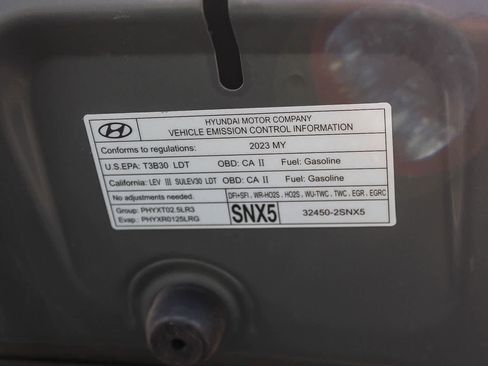 HYUNDAI MOTOR COMPANY
VEHICLE EMISSION CONTROL INFORMATION
Conforms to regulations: 2023 MY
U.S.EPA: T3B30 LDT OBD: CA II Fuel: Gasoline
California: LEV III SULEV30 LDT OBD: CA II Fuel: Gasoline
No adjustments needed. DFI+SFI , WR-HO2S , HO2S , WU-TWC , TWC , EGR , EGRC
Group: PHYXT02.5LR3
Evap.: PHYXR0125LRG
SNX5 32450-2SNX5